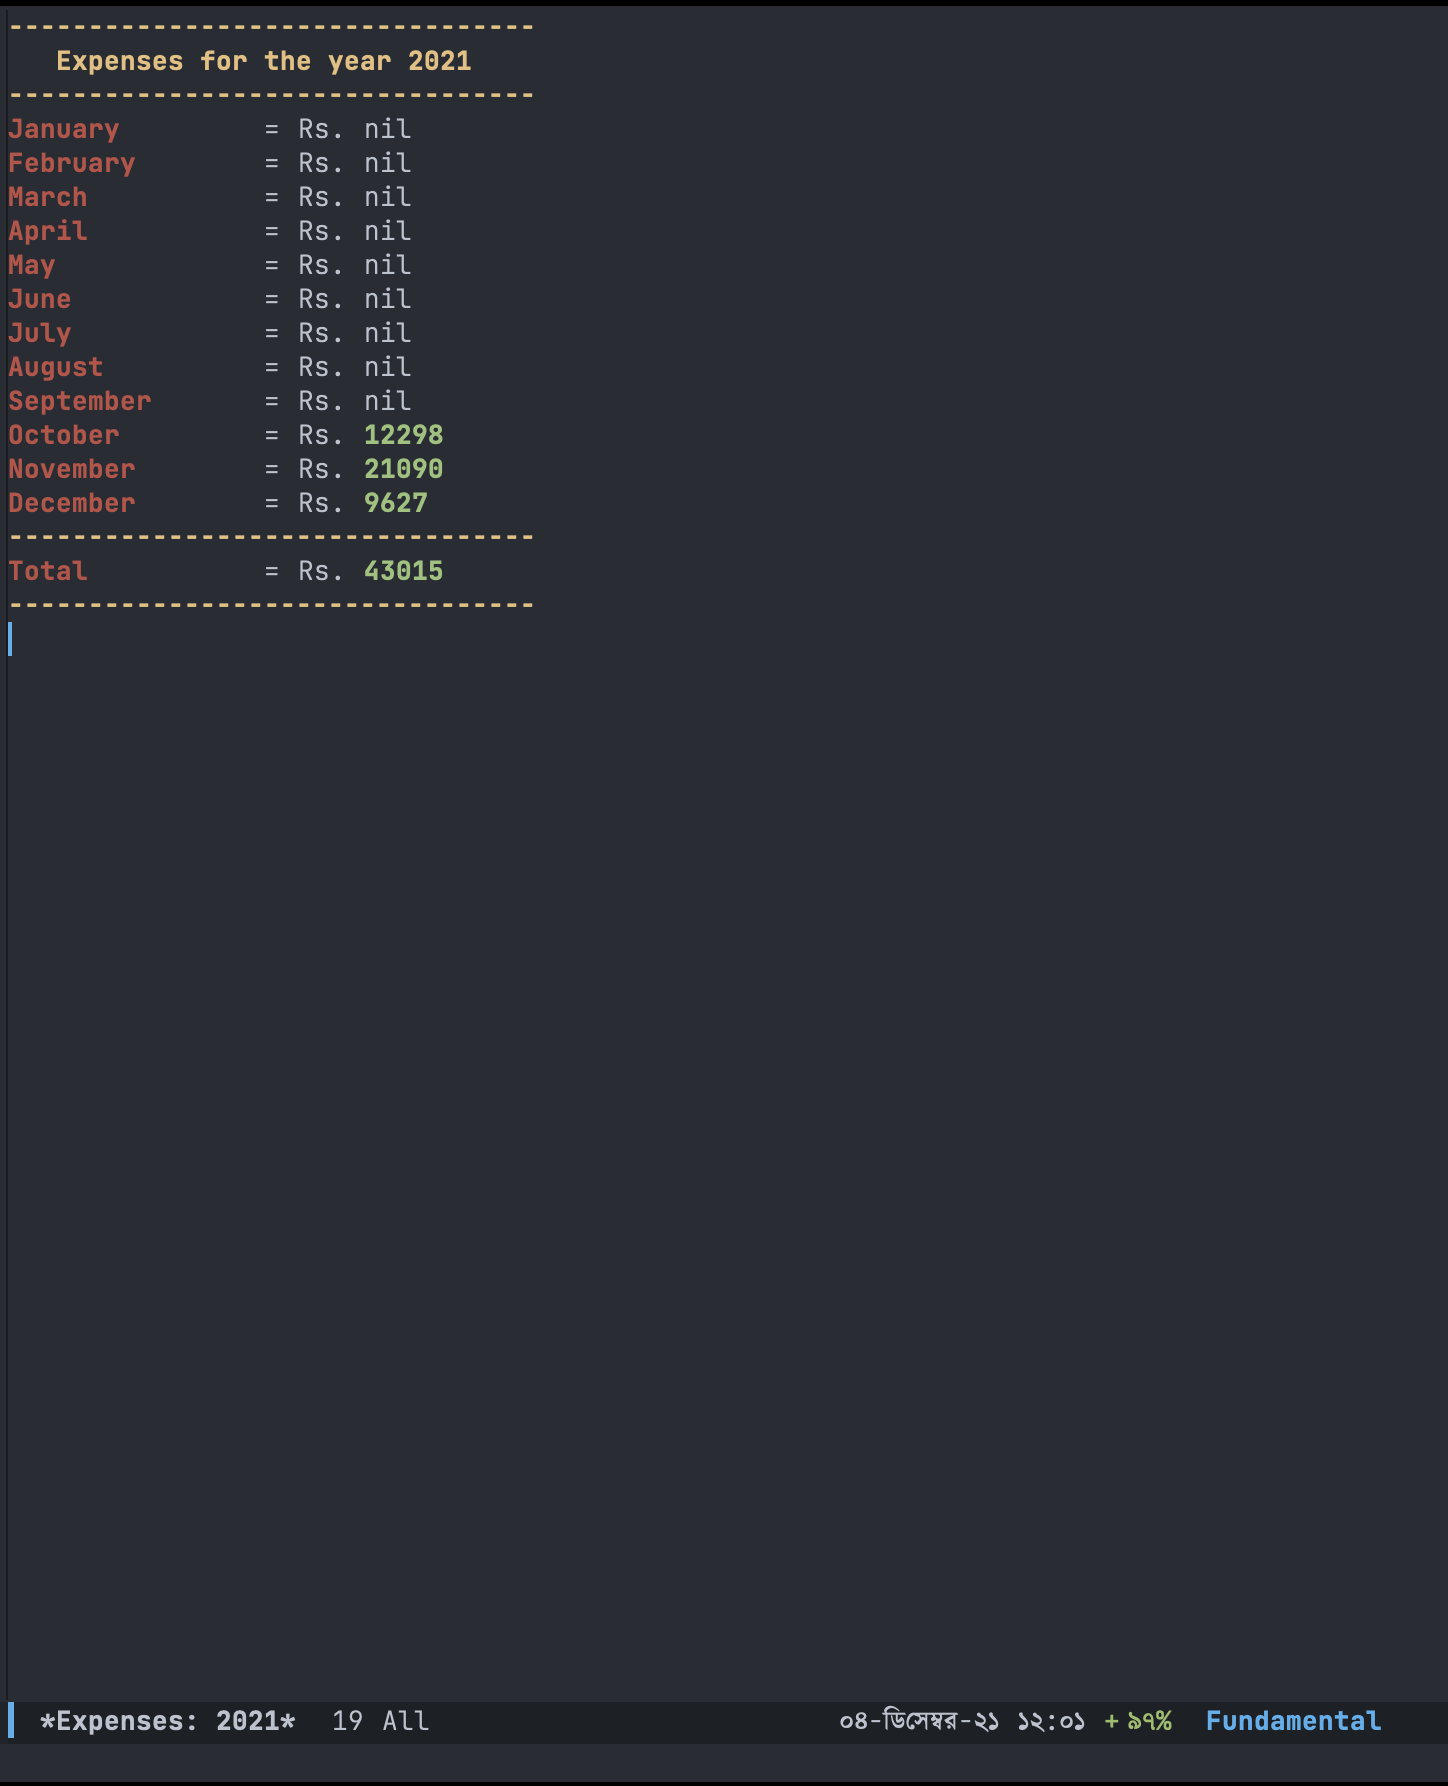 ---------------------------------
   Expenses for the year 2021
---------------------------------
January         = Rs. nil
February        = Rs. nil
March           = Rs. nil
April           = Rs. nil
May             = Rs. nil
June            = Rs. nil
July            = Rs. nil
August          = Rs. nil
September       = Rs. nil
October         = Rs. 12298
November        = Rs. 21090
December        = Rs. 9627
---------------------------------
Total           = Rs. 43015
---------------------------------
*Expenses: 2021*  19 All ০৪-ডিসেম্বর-২১ ১২:০১ +৯৭% Fundamental